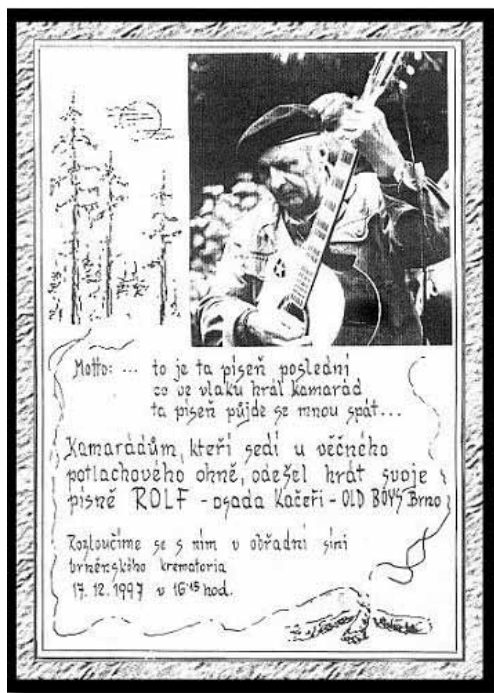 Motto: ... to je ta píseň poslední
co ve vlaku hrál kamarád
ta píseň půjde se mnou spát...
Kamarádům, kteří sedí u věčného
potlachového ohně, odešel hrát svoje
písně ROLF - osada Kačeři - OLD BOYS Brno
Rozloučíme se s ním v obřadní síni
brněnského krematoria
17. 12. 1997 v 16¹⁵ hod.